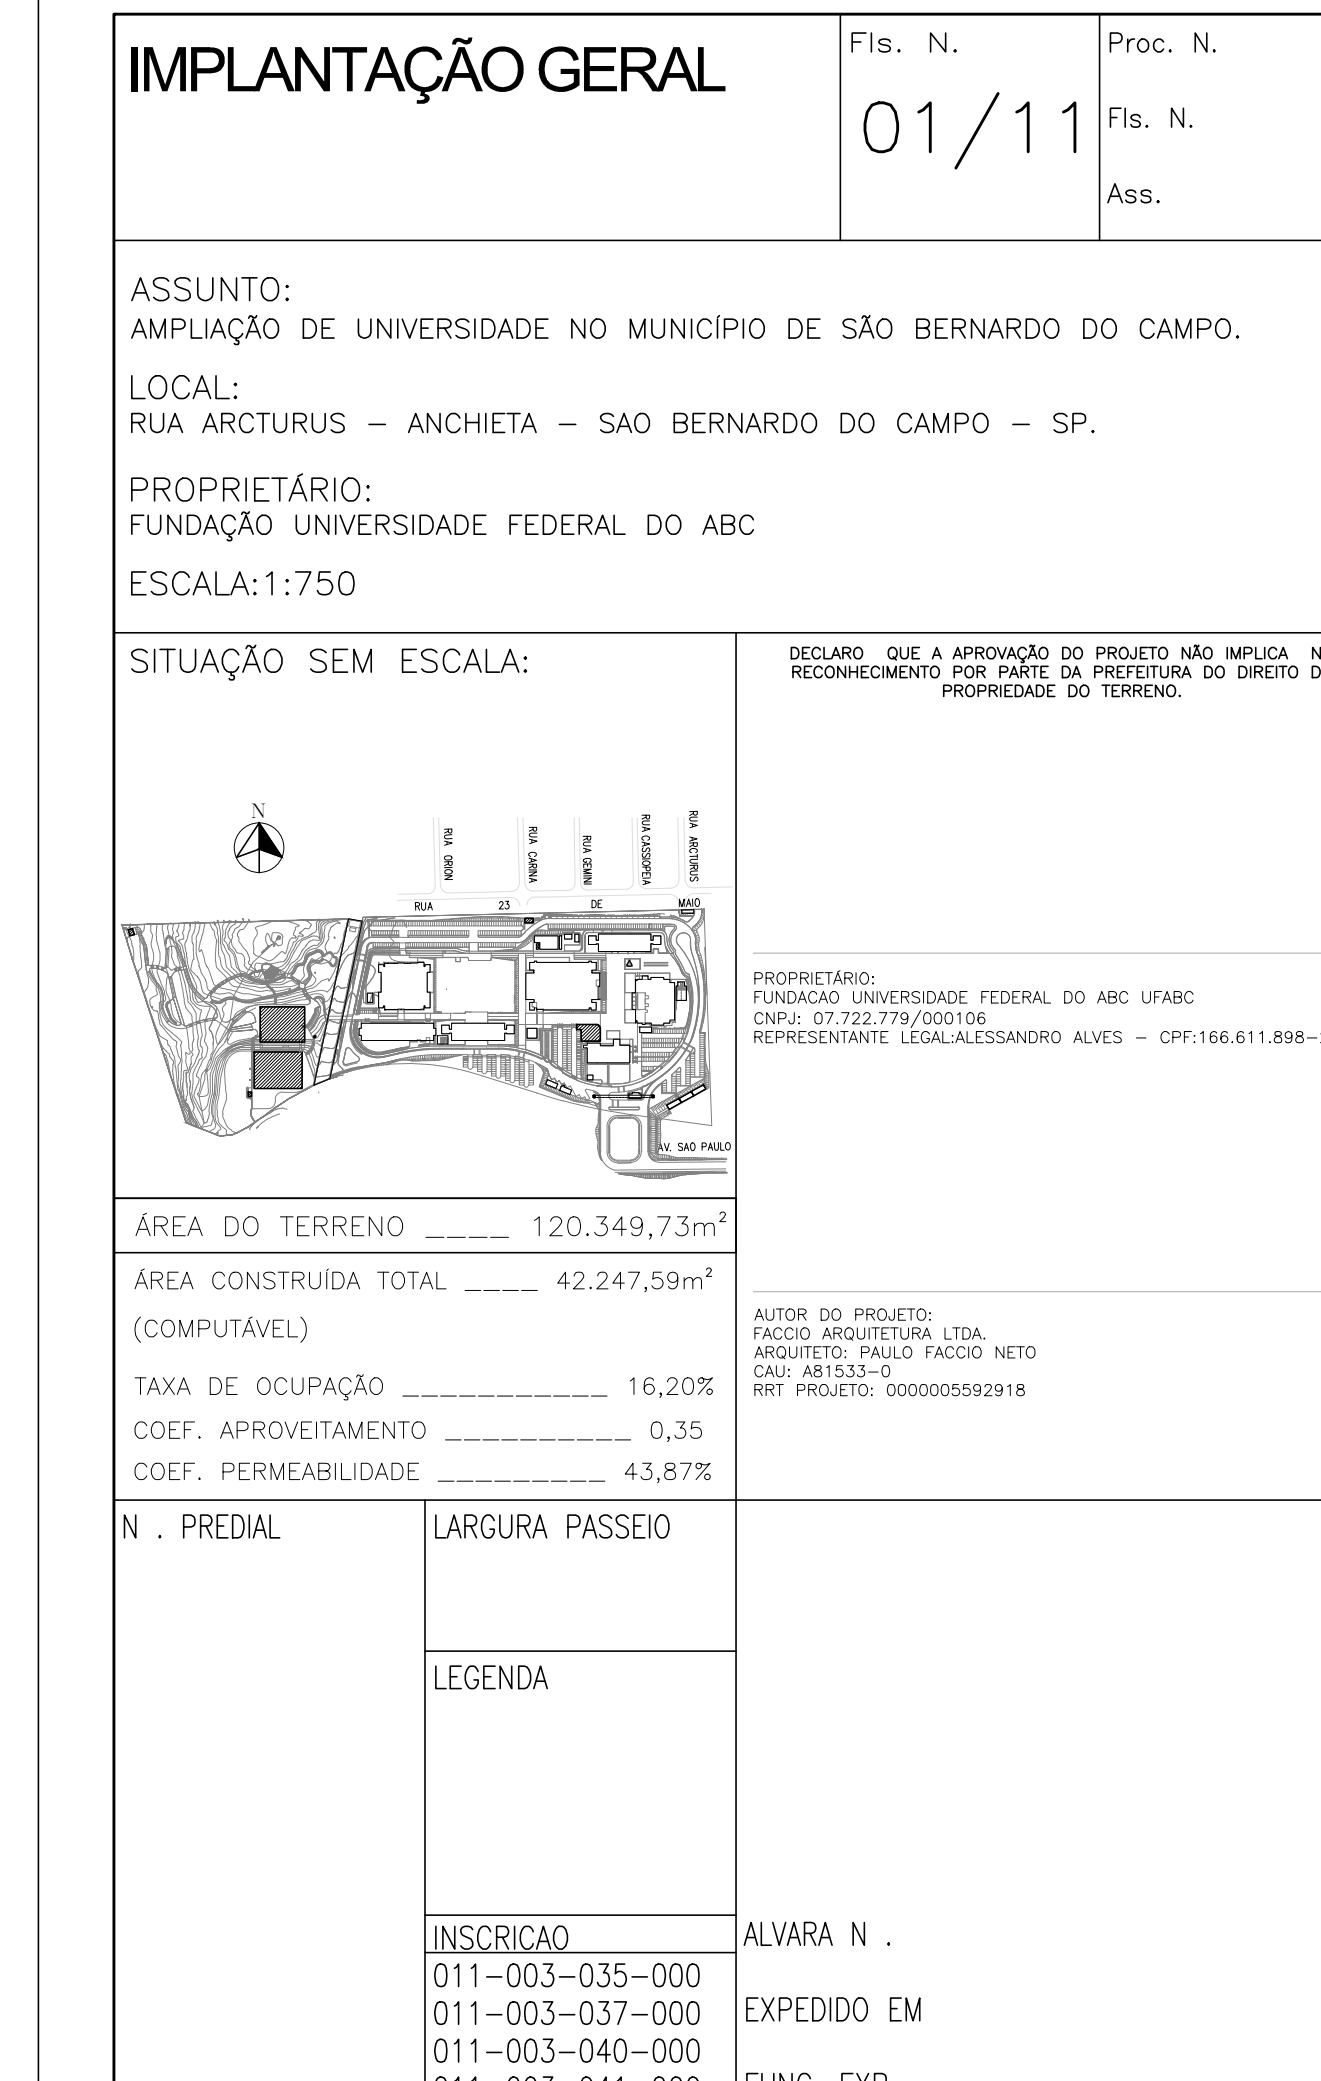 IMPLANTAÇÃO GERAL
Fls. N.
01/11
Proc. N.
Fls. N.
Ass.
ASSUNTO:
AMPLIAÇÃO DE UNIVERSIDADE NO MUNICÍPIO DE SÃO BERNARDO DO CAMPO.
LOCAL:
RUA ARCTURUS – ANCHIETA – SAO BERNARDO DO CAMPO – SP.
PROPRIETÁRIO:
FUNDAÇÃO UNIVERSIDADE FEDERAL DO ABC
ESCALA:1:750
SITUAÇÃO SEM ESCALA:
N
RUA ORION
RUA CARINA
RUA GEMINI
RUA CASSIOPEIA
RUA ARCTURUS
RUA 23 DE MAIO
AV. SAO PAULO
DECLARO QUE A APROVAÇÃO DO PROJETO NÃO IMPLICA
RECONHECIMENTO POR PARTE DA PREFEITURA DO DIREITO
PROPRIEDADE DO TERRENO.
PROPRIETÁRIO:
FUNDACAO UNIVERSIDADE FEDERAL DO ABC UFABC
CNPJ: 07.722.779/000106
REPRESENTANTE LEGAL:ALESSANDRO ALVES – CPF:166.611.898–
ÁREA DO TERRENO ____ 120.349,73m²
ÁREA CONSTRUÍDA TOTAL ____ 42.247,59m²
(COMPUTÁVEL)
TAXA DE OCUPAÇÃO ___________ 16,20%
COEF. APROVEITAMENTO __________ 0,35
COEF. PERMEABILIDADE _________ 43,87%
AUTOR DO PROJETO:
FACCIO ARQUITETURA LTDA.
ARQUITETO: PAULO FACCIO NETO
CAU: A81533–0
RRT PROJETO: 0000005592918
N . PREDIAL
LARGURA PASSEIO
LEGENDA
INSCRICAO
011–003–035–000
011–003–037–000
011–003–040–000
ALVARA N .
EXPEDIDO EM